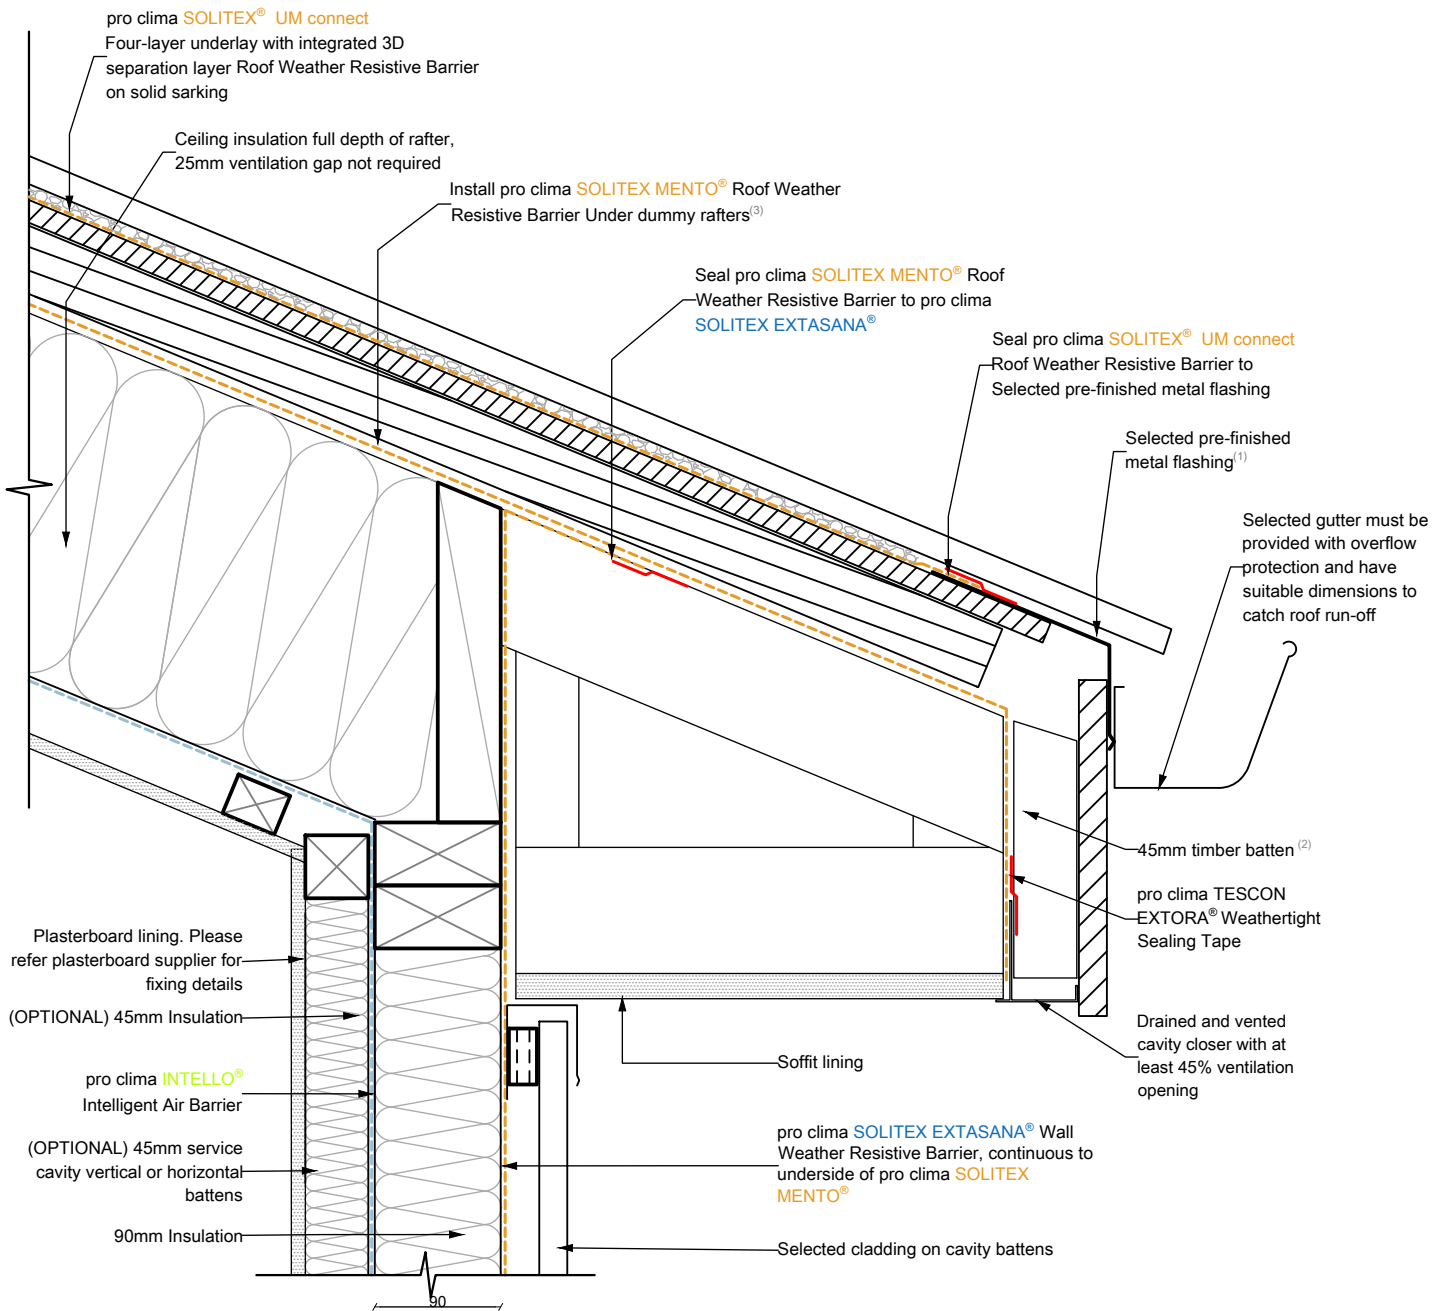 pro clima SOLITEX® UM connect
Four-layer underlay with integrated 3D
separation layer Roof Weather Resistive Barrier
on solid sarking
Ceiling insulation full depth of rafter,
25mm ventilation gap not required
Install pro clima SOLITEX MENTO® Roof Weather
Resistive Barrier Under dummy rafters(3)
Seal pro clima SOLITEX MENTO® Roof
Weather Resistive Barrier to pro clima
SOLITEX EXTASANA®
Seal pro clima SOLITEX® UM connect
Roof Weather Resistive Barrier to
Selected pre-finished metal flashing
Selected pre-finished
metal flashing(1)
Selected gutter must be
provided with overflow
protection and have
suitable dimensions to
catch roof run-off
45mm timber batten (2)
pro clima TESCON
EXTORA® Weathertight
Sealing Tape
Drained and vented
cavity closer with at
least 45% ventilation
opening
Soffit lining
pro clima SOLITEX EXTASANA® Wall
Weather Resistive Barrier, continuous to
underside of pro clima SOLITEX
MENTO®
Selected cladding on cavity battens
Plasterboard lining. Please
refer plasterboard supplier for
fixing details
(OPTIONAL) 45mm Insulation
pro clima INTELLO®
Intelligent Air Barrier
(OPTIONAL) 45mm service
cavity vertical or horizontal
battens
90mm Insulation
90